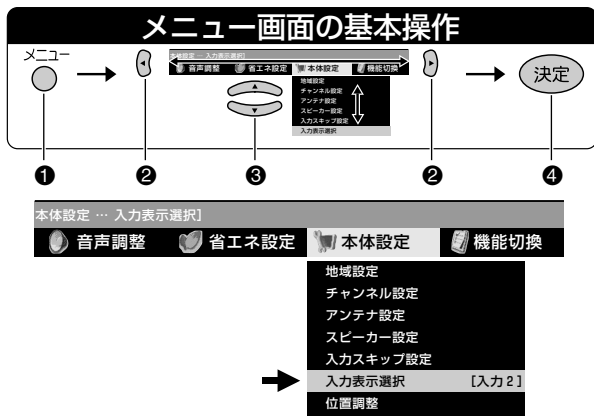 メニュー画面の基本操作
メニュー
本体設定 … 入力表示選択]
音声調整 省エネ設定 本体設定 機能切換
地域設定
チャンネル設定
アンテナ設定
スピーカー設定
入力スキップ設定
入力表示選択
決定
❶ ❷ ❸ ❷ ❹
本体設定 … 入力表示選択]
音声調整 省エネ設定 本体設定 機能切換
地域設定
チャンネル設定
アンテナ設定
スピーカー設定
入力スキップ設定
入力表示選択 [入力2]
位置調整